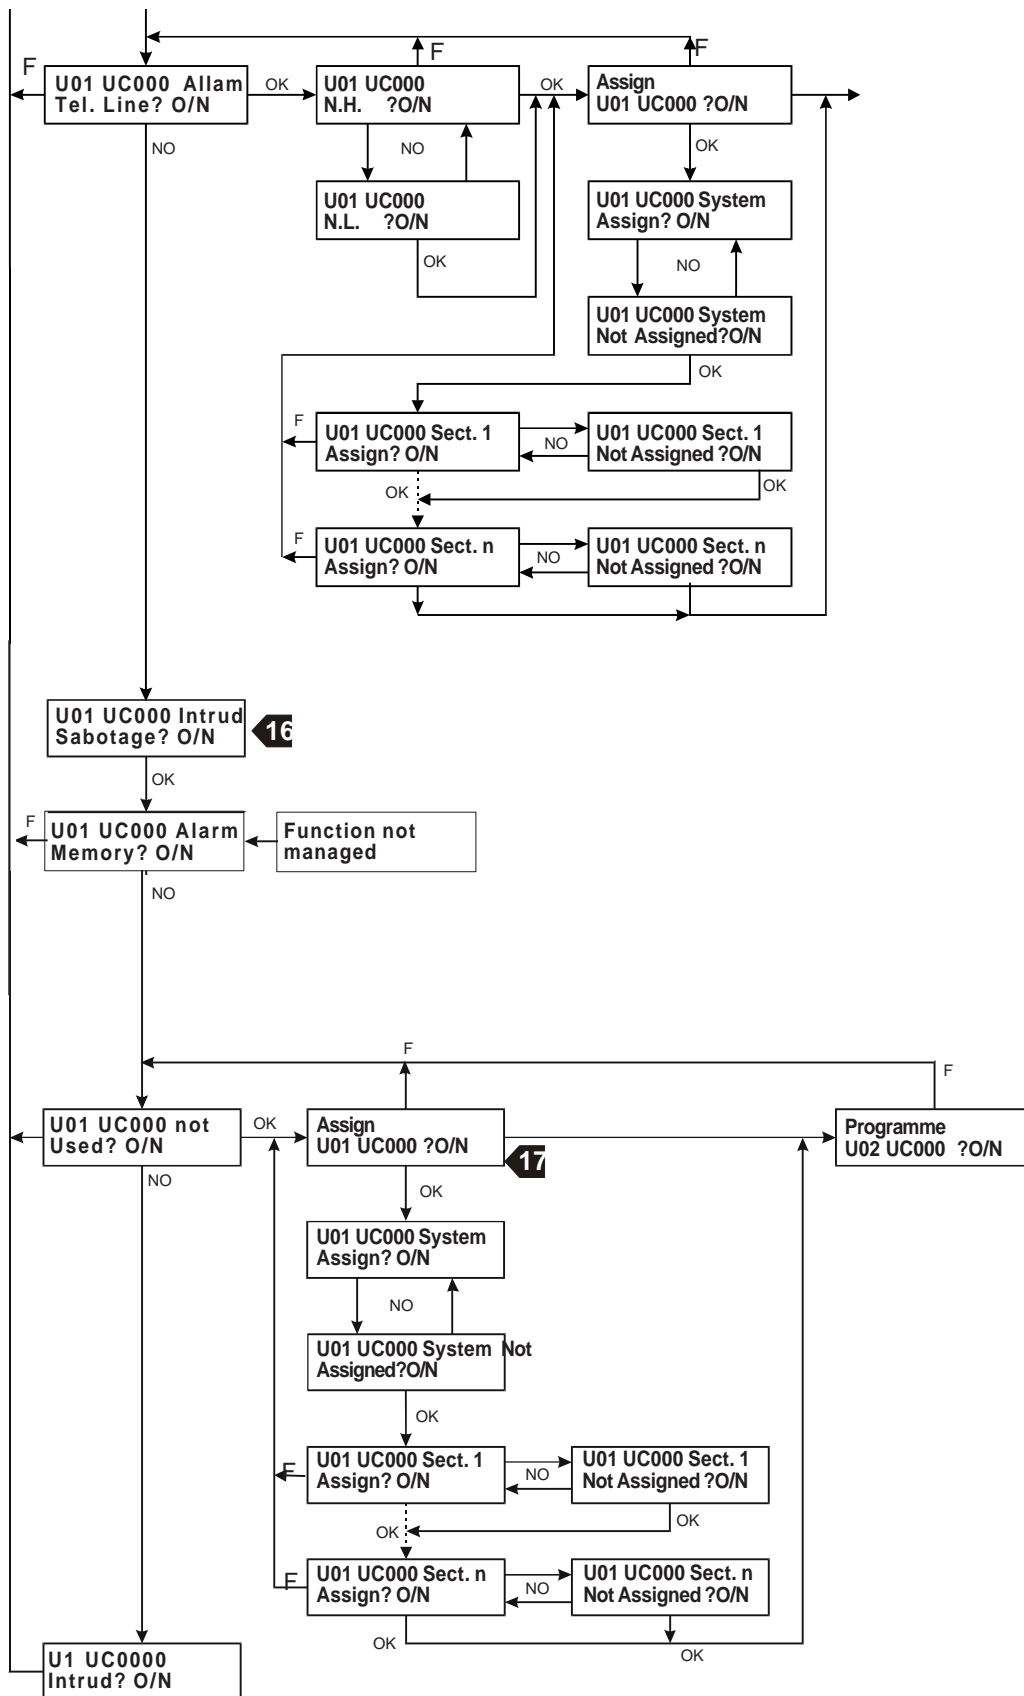 F
F
F
U01 UC000 Allam
Tel. Line? O/N
OK
U01 UC000
N.H. ?O/N
OK
Assign
U01 UC000 ?O/N
NO
NO
OK
U01 UC000
N.L. ?O/N
U01 UC000 System
Assign? O/N
OK
NO
U01 UC000 System
Not Assigned?O/N
OK
F
U01 UC000 Sect. 1
Assign? O/N
NO
U01 UC000 Sect. 1
Not Assigned ?O/N
OK
OK
F
U01 UC000 Sect. n
Assign? O/N
NO
U01 UC000 Sect. n
Not Assigned ?O/N
U01 UC000 Intrud
Sabotage? O/N
16
OK
F
U01 UC000 Alarm
Memory? O/N
Function not
managed
NO
F
F
U01 UC000 not
Used? O/N
OK
Assign
U01 UC000 ?O/N
17
Programme
U02 UC000 ?O/N
NO
OK
U01 UC000 System
Assign? O/N
NO
U01 UC000 System Not
Assigned?O/N
OK
F
U01 UC000 Sect. 1
Assign? O/N
NO
U01 UC000 Sect. 1
Not Assigned ?O/N
OK
OK
F
U01 UC000 Sect. n
Assign? O/N
NO
U01 UC000 Sect. n
Not Assigned ?O/N
OK
OK
U1 UC0000
Intrud? O/N